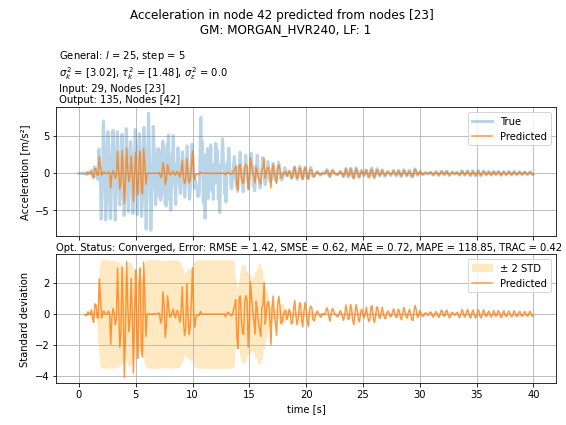 Acceleration in node 42 predicted from nodes [23]
GM: MORGAN_HVR240, LF: 1
General: l = 25, step = 5
σ_k² = [3.02], τ_k² = [1.48], σ_ε² = 0.0
Input: 29, Nodes [23]
Output: 135, Nodes [42]
Acceleration [m/s²]
5
0
−5
True
Predicted
Opt. Status: Converged, Error: RMSE = 1.42, SMSE = 0.62, MAE = 0.72, MAPE = 118.85, TRAC = 0.42
Standard deviation
2
0
−2
−4
± 2 STD
Predicted
0 5 10 15 20 25 30 35 40
time [s]